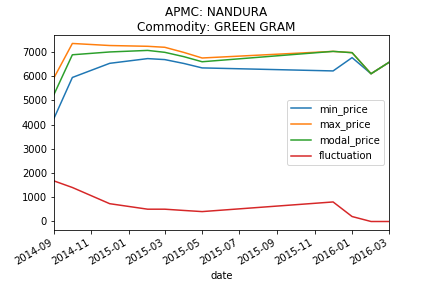 APMC: NANDURA
Commodity: GREEN GRAM
7000
6000
5000
4000
3000
2000
1000
0
min_price
max_price
modal_price
fluctuation
2014-09
2014-11
2015-01
2015-03
2015-05
2015-07
2015-09
2015-11
2016-01
2016-03
date